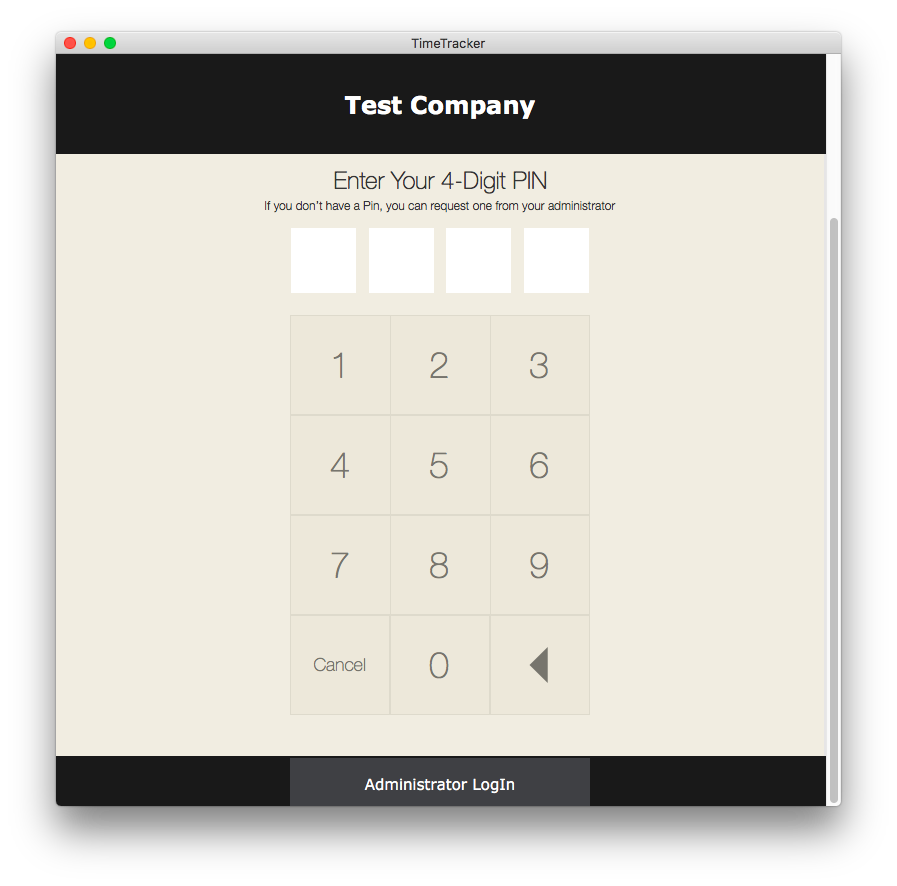 TimeTracker
Test Company
Enter Your 4-Digit PIN
If you don't have a Pin, you can request one from your administrator
1 2 3
4 5 6
7 8 9
Cancel 0
Administrator LogIn